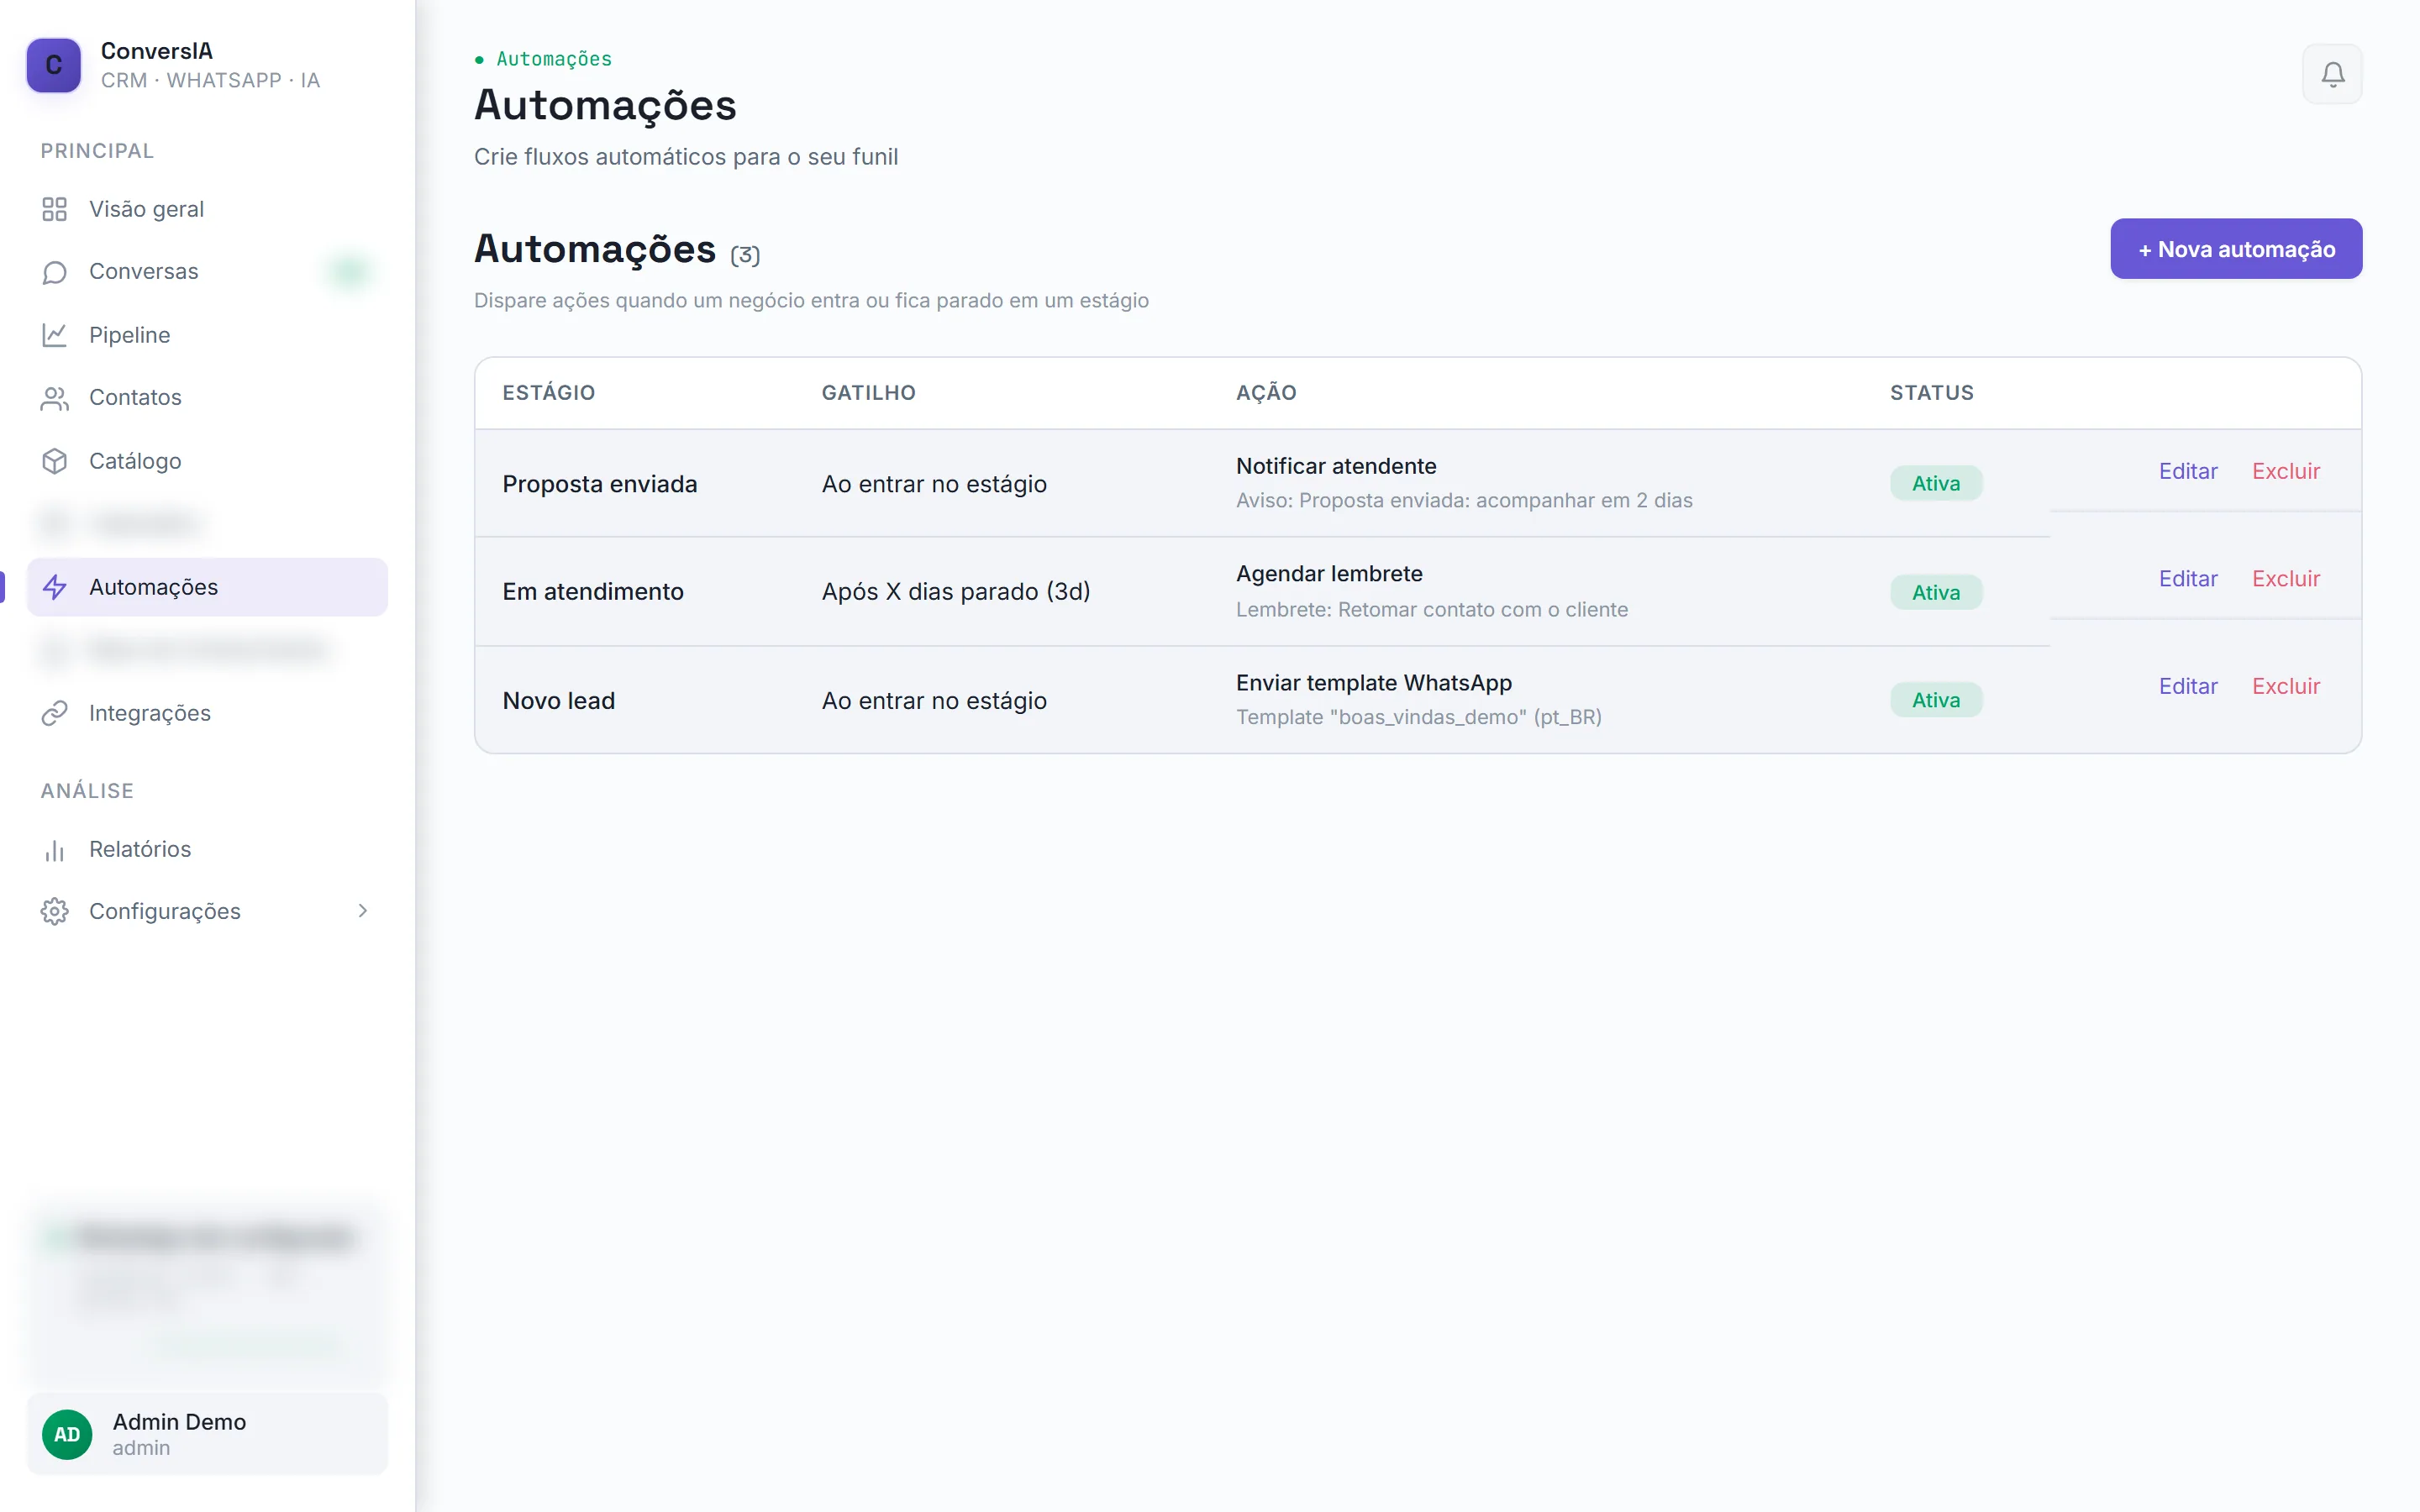 C
ConversIA
CRM · WHATSAPP · IA
PRINCIPAL
Visão geral
Conversas
Pipeline
Contatos
Catálogo
Automações
Integrações
ANÁLISE
Relatórios
Configurações
AD
Admin Demo
admin
Automações
Automações
Crie fluxos automáticos para o seu funil
Automações (3)
+ Nova automação
Dispare ações quando um negócio entra ou fica parado em um estágio
ESTÁGIO GATILHO AÇÃO STATUS
Proposta enviada Ao entrar no estágio Notificar atendente Ativa Editar Excluir
Aviso: Proposta enviada: acompanhar em 2 dias
Em atendimento Após X dias parado (3d) Agendar lembrete Ativa Editar Excluir
Lembrete: Retomar contato com o cliente
Novo lead Ao entrar no estágio Enviar template WhatsApp Ativa Editar Excluir
Template "boas_vindas_demo" (pt_BR)